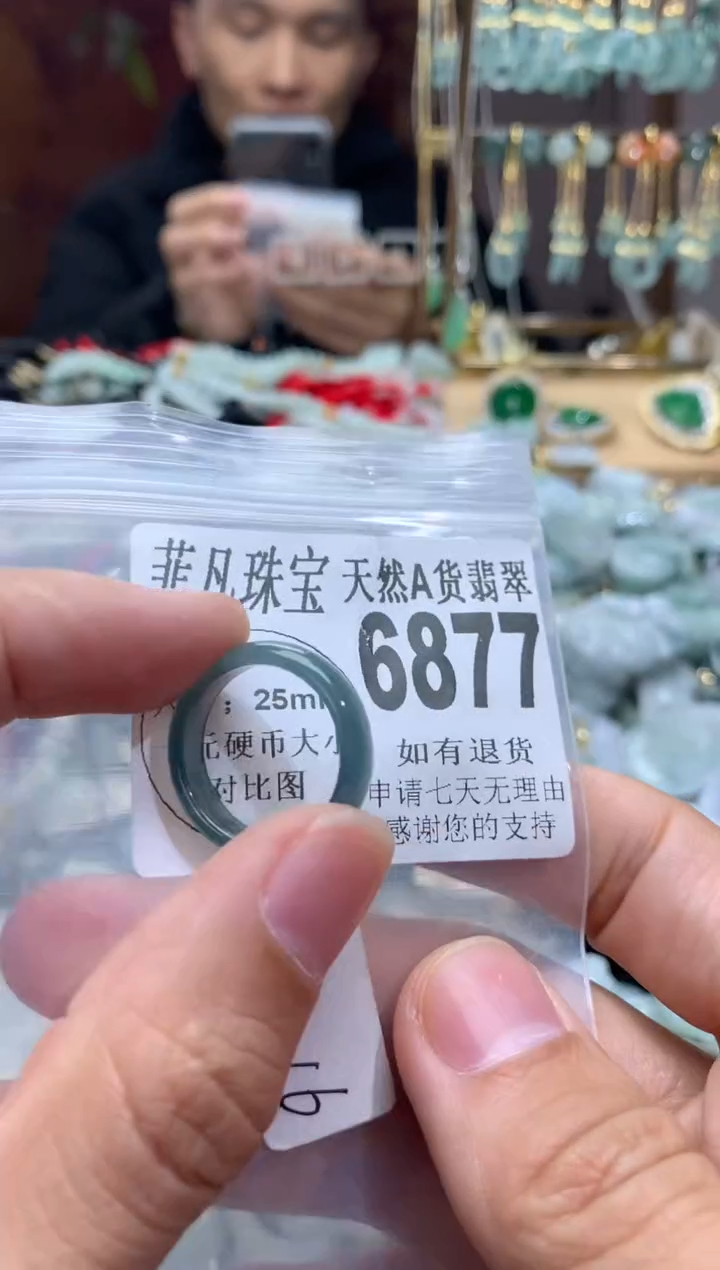 菲凡珠宝 天然A货翡翠
6877
; 25m
元硬币大小
对比图
如有退货
申请七天无理由
感谢您的支持